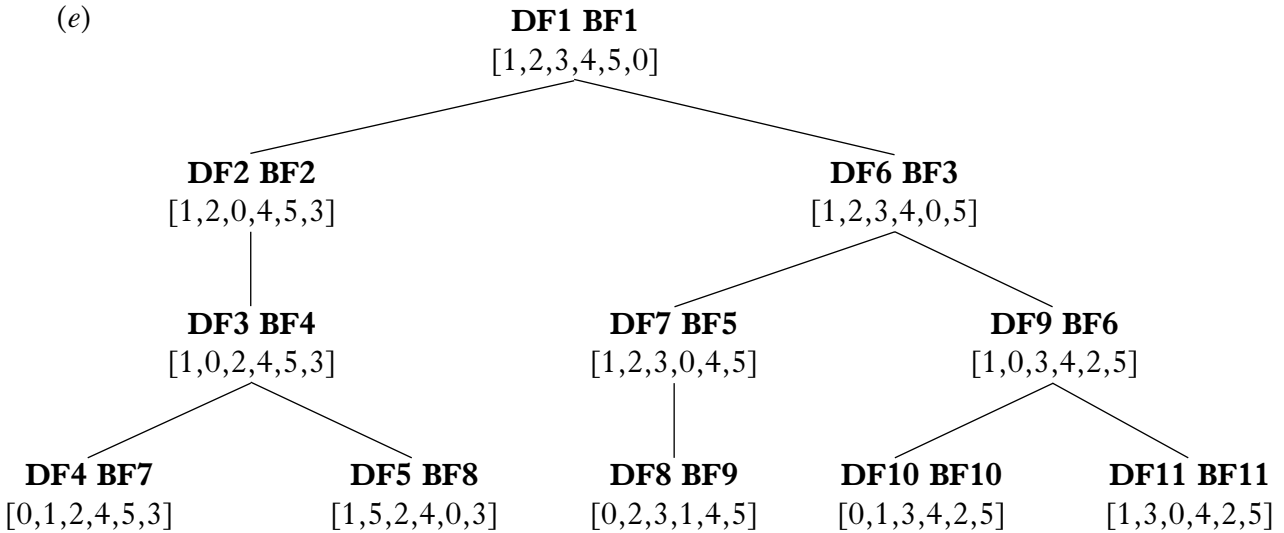 (e)
DF1 BF1
[1,2,3,4,5,0]
DF2 BF2
[1,2,0,4,5,3]
DF6 BF3
[1,2,3,4,0,5]
DF3 BF4
[1,0,2,4,5,3]
DF7 BF5
[1,2,3,0,4,5]
DF9 BF6
[1,0,3,4,2,5]
DF4 BF7
[0,1,2,4,5,3]
DF5 BF8
[1,5,2,4,0,3]
DF8 BF9
[0,2,3,1,4,5]
DF10 BF10
[0,1,3,4,2,5]
DF11 BF11
[1,3,0,4,2,5]